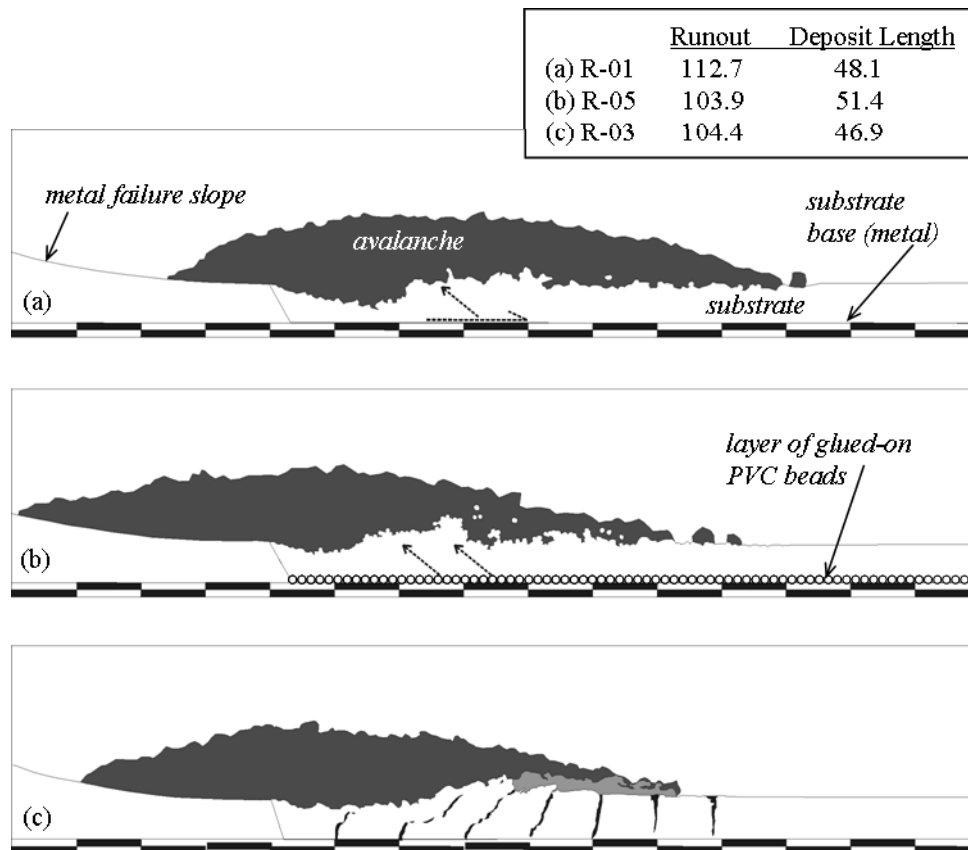 Runout Deposit Length
(a) R-01 112.7 48.1
(b) R-05 103.9 51.4
(c) R-03 104.4 46.9
metal failure slope
substrate
base (metal)
avalanche
substrate
(a)
layer of glued-on
PVC beads
(b)
(c)